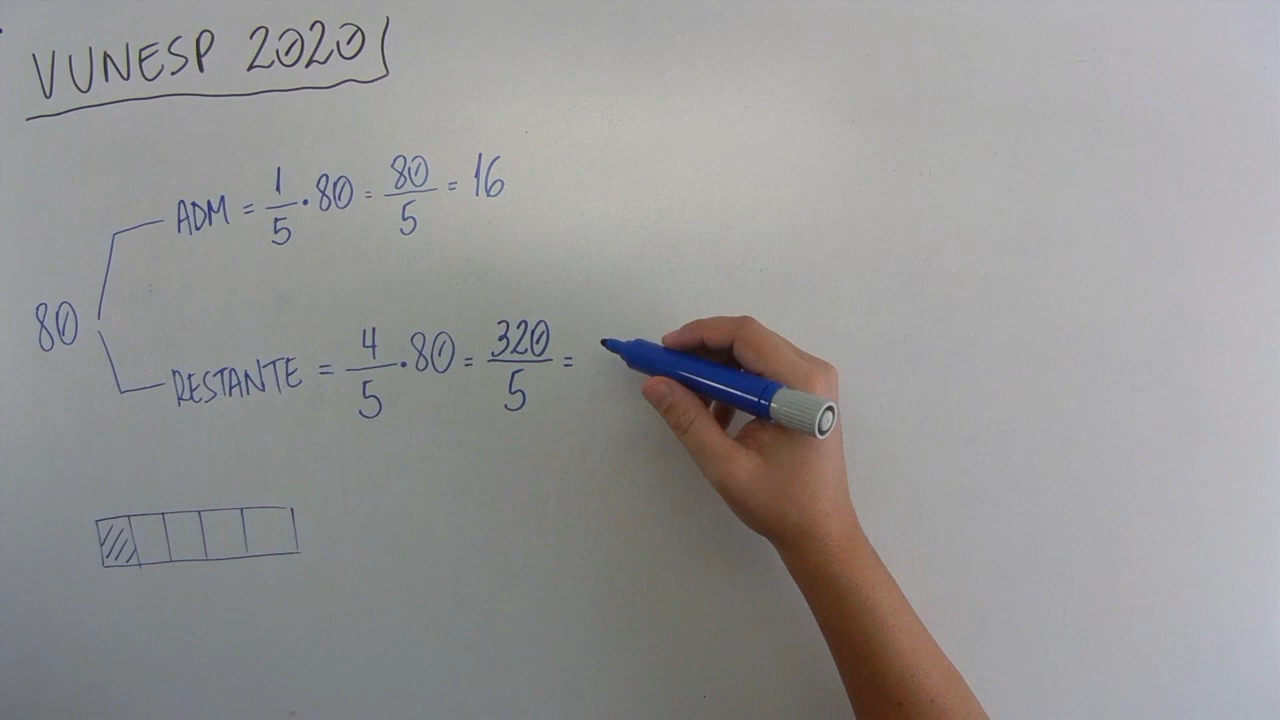 VUNESP 2020
ADM = 1/5 · 80 = 80/5 = 16
80
RESTANTE = 4/5 · 80 = 320/5 =